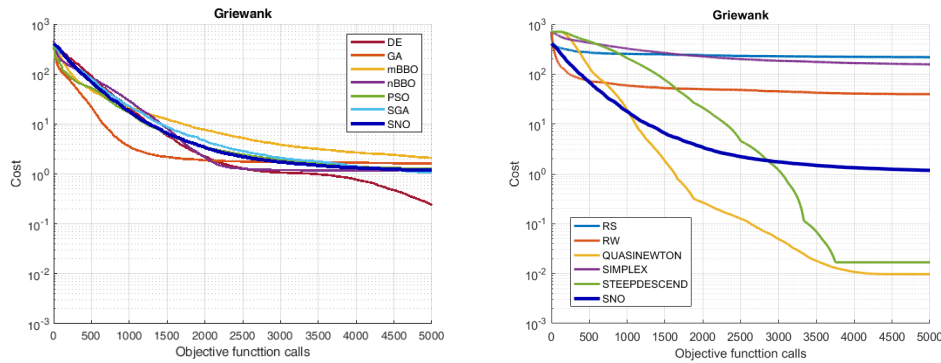 Griewank
Cost
10^3
10^2
10^1
10^0
10^-1
10^-2
10^-3
DE
GA
mBBO
nBBO
PSO
SGA
SNO
0 500 1000 1500 2000 2500 3000 3500 4000 4500 5000
Objective functtion calls
Griewank
Cost
10^3
10^2
10^1
10^0
10^-1
10^-2
10^-3
RS
RW
QUASINEWTON
SIMPLEX
STEEPDESCEND
SNO
0 500 1000 1500 2000 2500 3000 3500 4000 4500 5000
Objective functtion calls